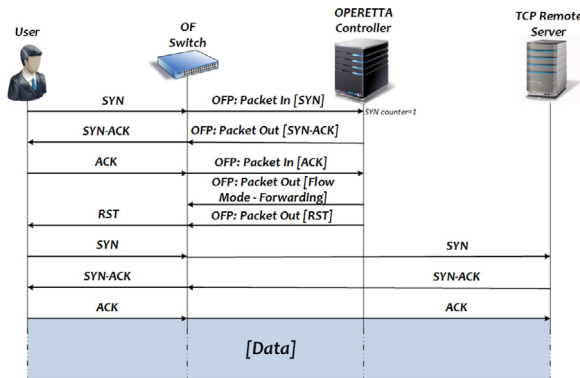 User
OF
Switch
OPERETTA
Controller
TCP Remote
Server
SYN
OFP: Packet In [SYN]
SYN counter=1
SYN-ACK
OFP: Packet Out [SYN-ACK]
ACK
OFP: Packet In [ACK]
OFP: Packet Out [Flow
Mode - Forwarding]
RST
OFP: Packet Out [RST]
SYN
SYN
SYN-ACK
SYN-ACK
ACK
ACK
[Data]